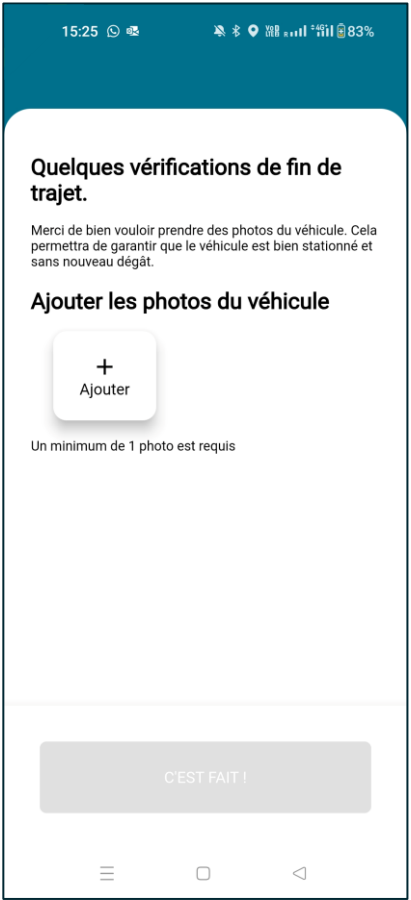 15:25 83%
Quelques vérifications de fin de
trajet.
Merci de bien vouloir prendre des photos du véhicule. Cela
permettra de garantir que le véhicule est bien stationné et
sans nouveau dégât.
Ajouter les photos du véhicule
+
Ajouter
Un minimum de 1 photo est requis
C'EST FAIT !